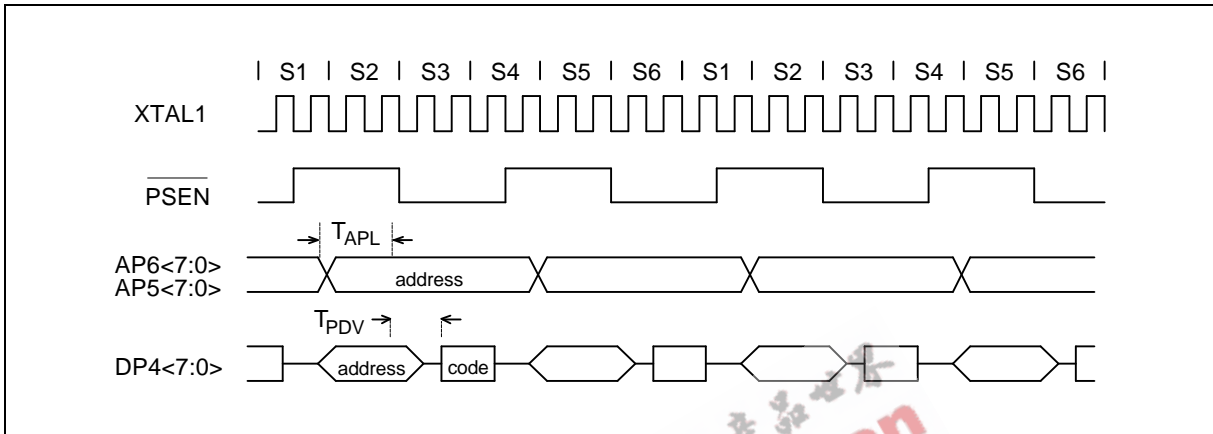 | S1 | S2 | S3 | S4 | S5 | S6 | S1 | S2 | S3 | S4 | S5 | S6 |
XTAL1
PSEN
TAPL
AP6<7:0>
AP5<7:0>
address
TPDV
DP4<7:0>
address
code